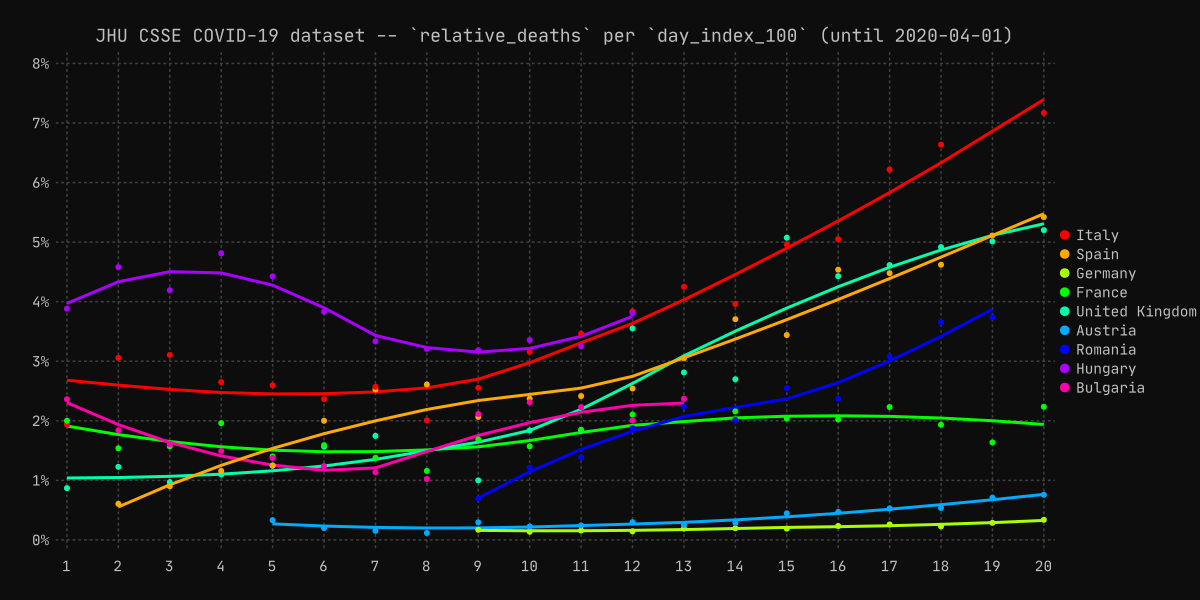 JHU CSSE COVID-19 dataset -- `relative_deaths` per `day_index_100` (until 2020-04-01)
8%
7%
6%
5%
4%
3%
2%
1%
0%
1 2 3 4 5 6 7 8 9 10 11 12 13 14 15 16 17 18 19 20
Italy
Spain
Germany
France
United Kingdom
Austria
Romania
Hungary
Bulgaria